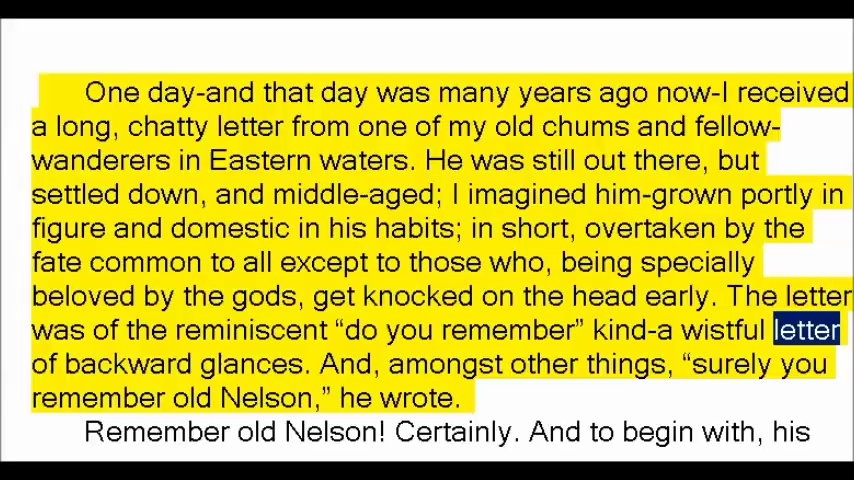 One day-and that day was many years ago now-I received
a long, chatty letter from one of my old chums and fellow-
wanderers in Eastern waters. He was still out there, but
settled down, and middle-aged; I imagined him-grown portly in
figure and domestic in his habits; in short, overtaken by the
fate common to all except to those who, being specially
beloved by the gods, get knocked on the head early. The letter
was of the reminiscent “do you remember” kind-a wistful letter
of backward glances. And, amongst other things, “surely you
remember old Nelson,” he wrote.
Remember old Nelson! Certainly. And to begin with, his